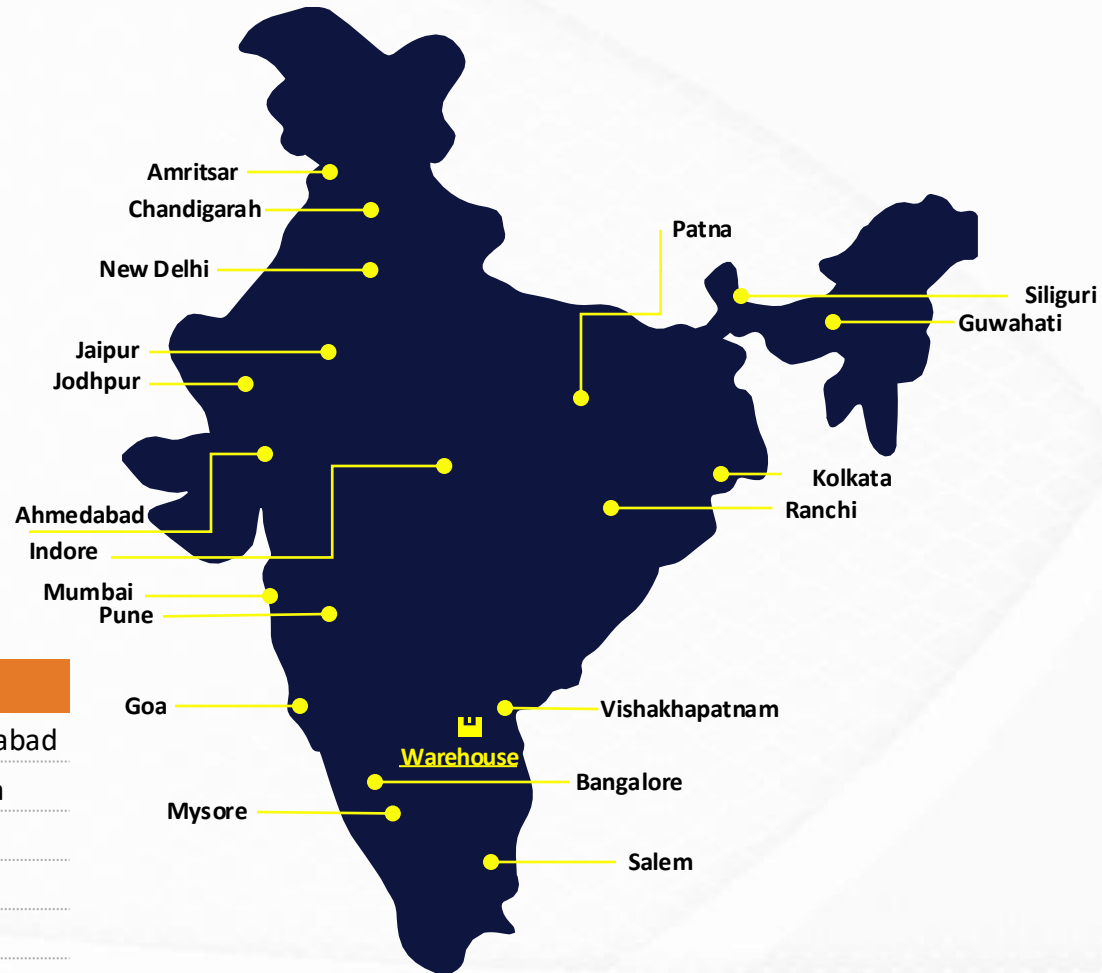 Amritsar
Chandigarah
New Delhi
Patna
Siliguri
Guwahati
Jaipur
Jodhpur
Kolkata
Ranchi
Ahmedabad
Indore
Mumbai
Pune
Goa
Vishakhapatnam
abad
Warehouse
Bangalore
Mysore
Salem